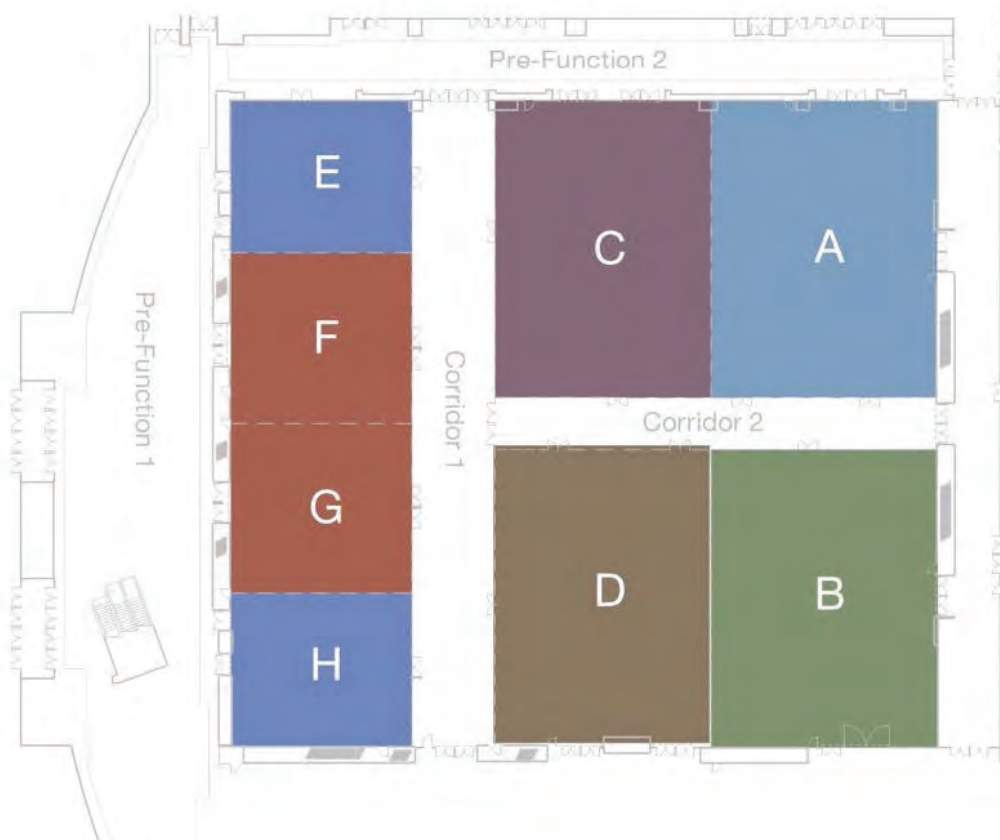 Pre-Function 2
E
C
A
F
Pre-Function 1
Corridor 1
Corridor 2
G
D
B
H